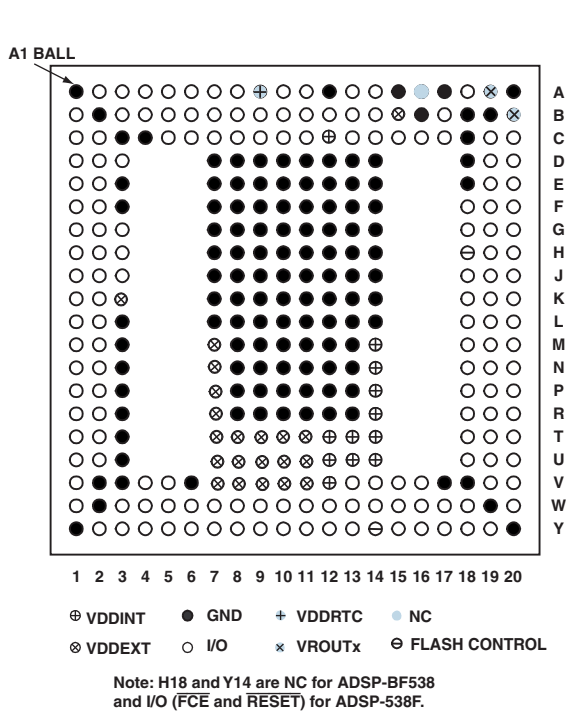 A1 BALL
A
B
C
D
E
F
G
H
J
K
L
M
N
P
R
T
U
V
W
Y
1 2 3 4 5 6 7 8 9 10 11 12 13 14 15 16 17 18 19 20
VDDINT GND VDDRTC NC
VDDEXT I/O VROUTx FLASH CONTROL
Note: H18 and Y14 are NC for ADSP-BF538
and I/O (FCE and RESET) for ADSP-538F.